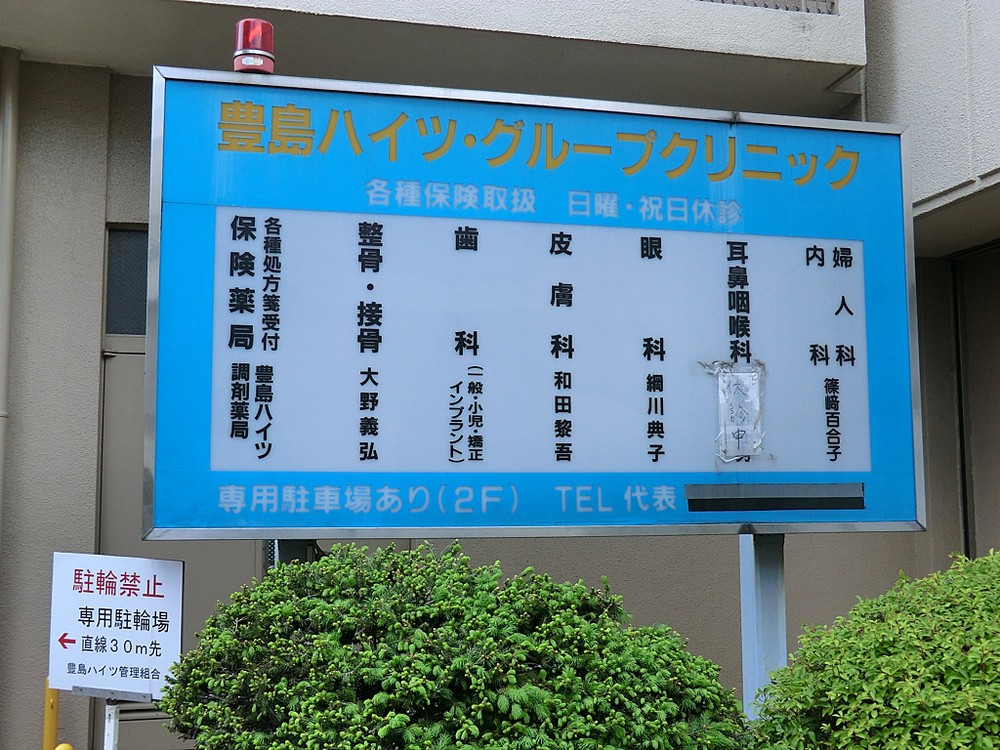 豊島ハイツ・グループクリニック
各種保険取扱 日曜・祝日休診
婦人科
内科
篠崎百合子
耳鼻咽喉科
休診中
眼科 綱川典子
皮膚科 和田黎吾
歯科(一般・小児・矯正
インプラント)
整骨・接骨 大野義弘
各種処方箋受付
保険薬局
豊島ハイツ
調剤薬局
専用駐車場あり(2F) TEL代表
駐輪禁止
専用駐輪場
←直線30m先
豊島ハイツ管理組合